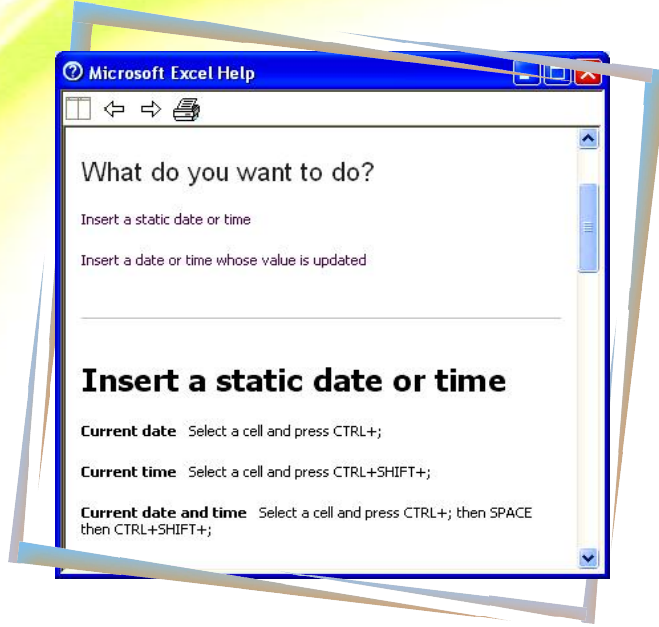 Microsoft Excel Help
What do you want to do?
Insert a static date or time
Insert a date or time whose value is updated
Insert a static date or time
Current date Select a cell and press CTRL+;
Current time Select a cell and press CTRL+SHIFT+;
Current date and time Select a cell and press CTRL+; then SPACE
then CTRL+SHIFT+;